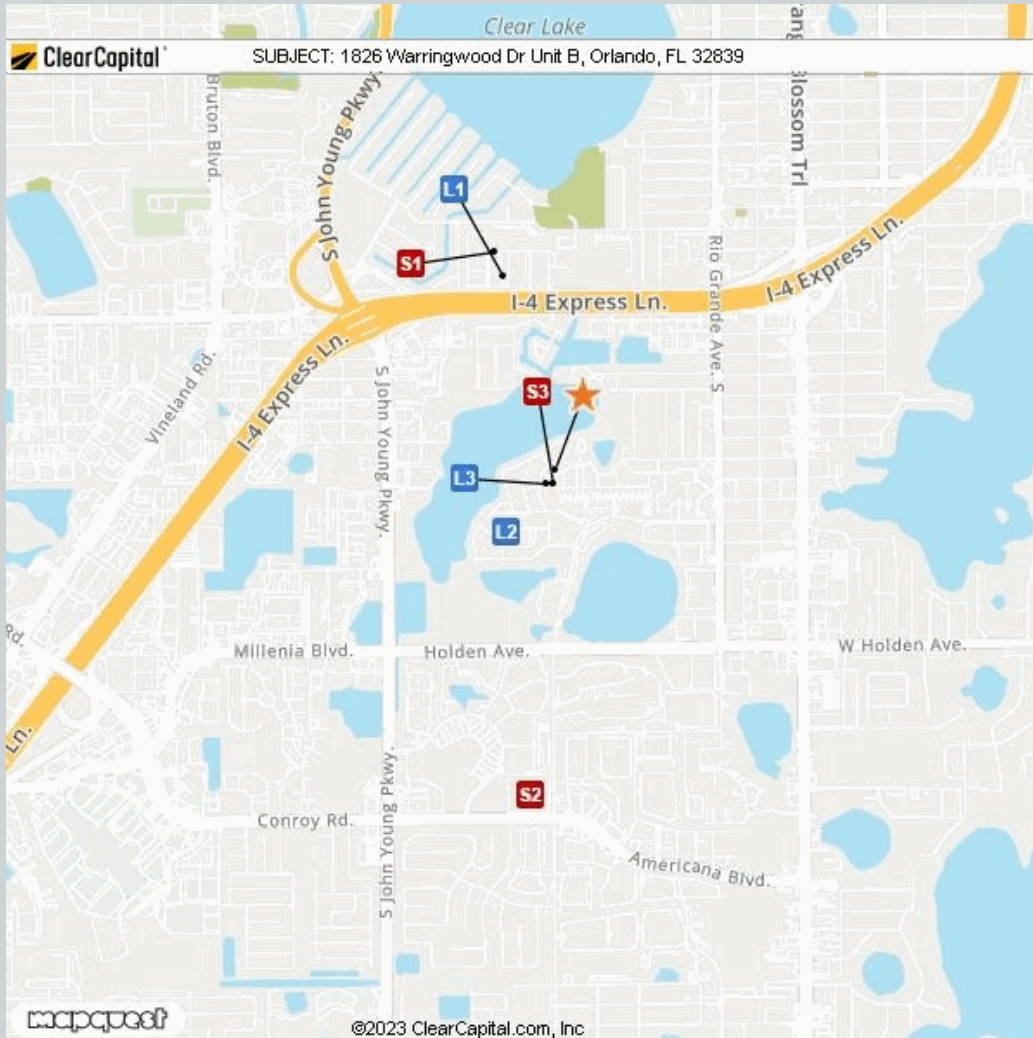 Clear Lake
ClearCapital
SUBJECT: 1826 Warringwood Dr Unit B, Orlando, FL 32839
Bruton Blvd.
S John Young Pkwy.
Blossom Trl
L1
S1
I-4 Express Ln.
I-4 Express Ln.
Rio Grande Ave. S
Vineland Rd.
I-4 Express Ln.
S John Young Pkwy.
S3
L3
L2
Rd.
Millenia Blvd.
Holden Ave.
W Holden Ave.
Ln.
S2
S John Young Pkwy.
Conroy Rd.
Americana Blvd.
mapquest
©2023 ClearCapital.com, Inc